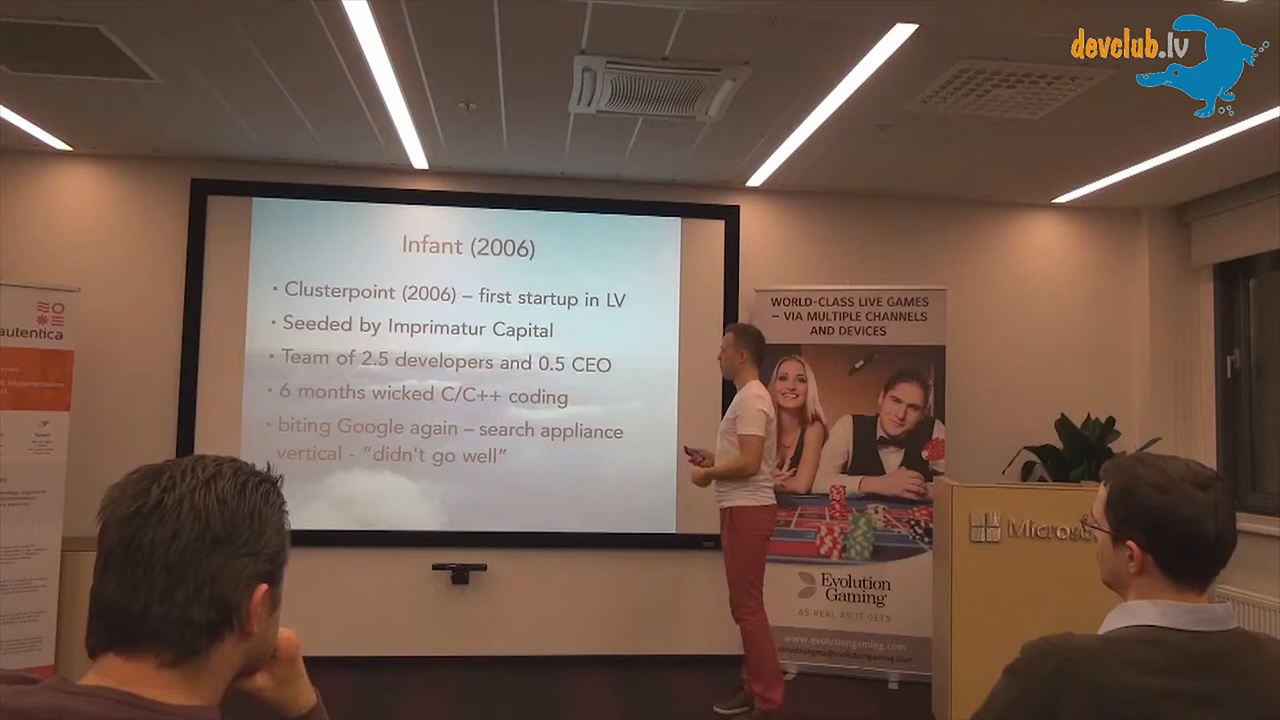 devclub.lv
Infant (2006)
• Clusterpoint (2006) – first startup in LV
• Seeded by Imprimatur Capital
• Team of 2.5 developers and 0.5 CEO
• 6 months wicked C/C++ coding
• biting Google again – search appliance
vertical - "didn't go well"
autentica
WORLD-CLASS LIVE GAMES
– VIA MULTIPLE CHANNELS
AND DEVICES
Evolution
Gaming
AS REAL AS IT GETS
www.evolutiongaming.com
Microso